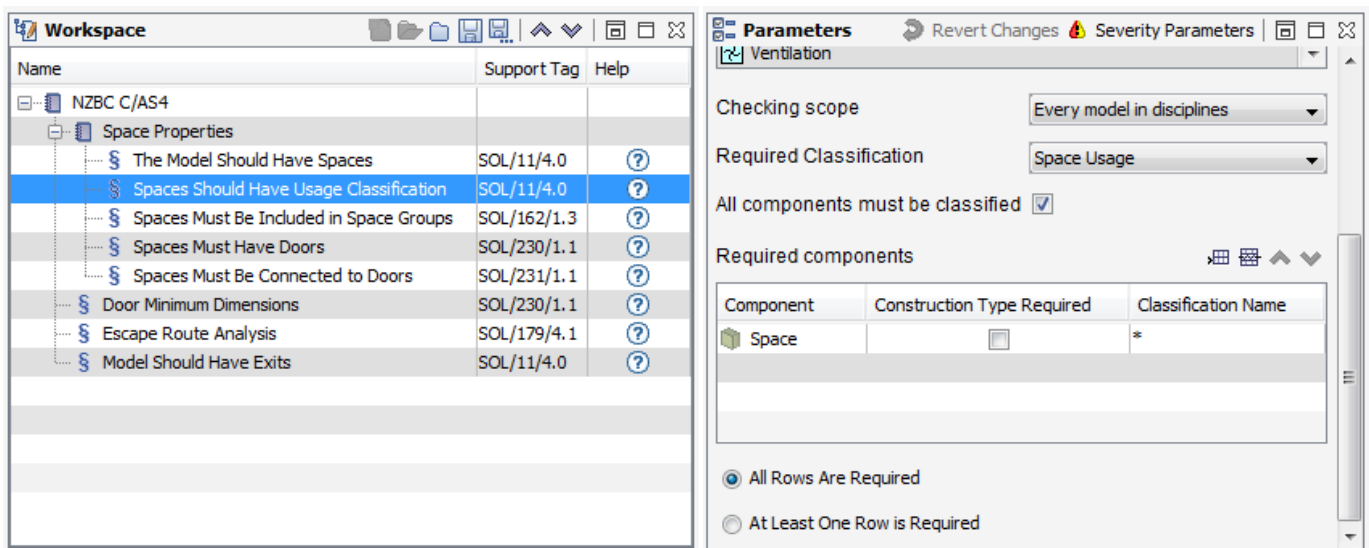 Workspace
Name Support Tag Help
NZBC C/AS4
Space Properties
The Model Should Have Spaces SOL/11/4.0
Spaces Should Have Usage Classification SOL/11/4.0
Spaces Must Be Included in Space Groups SOL/162/1.3
Spaces Must Have Doors SOL/230/1.1
Spaces Must Be Connected to Doors SOL/231/1.1
Door Minimum Dimensions SOL/230/1.1
Escape Route Analysis SOL/179/4.1
Model Should Have Exits SOL/11/4.0
Parameters Revert Changes Severity Parameters
Ventilation
Checking scope Every model in disciplines
Required Classification Space Usage
All components must be classified
Required components
Component Construction Type Required Classification Name
Space *
All Rows Are Required
At Least One Row is Required